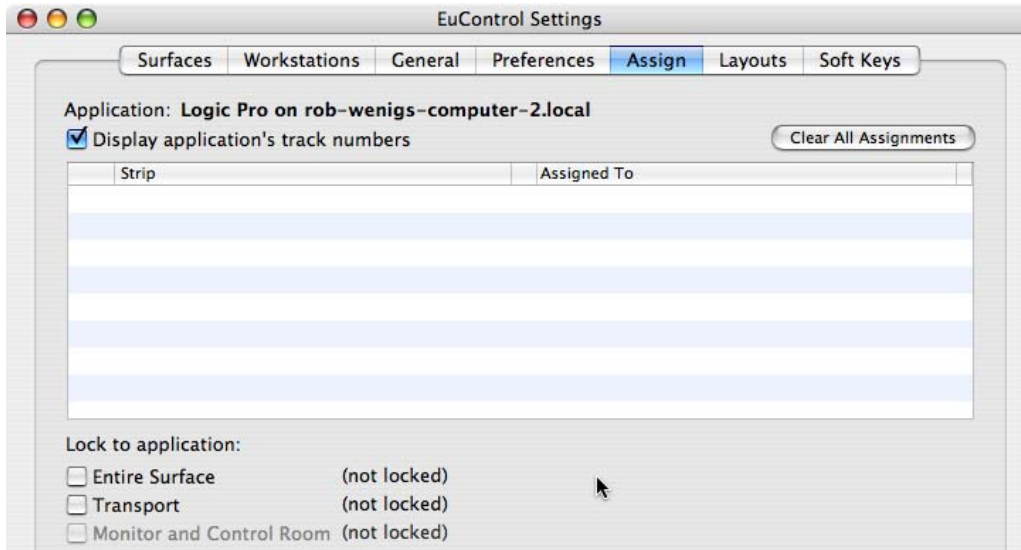 EuControl Settings
Surfaces Workstations General Preferences Assign Layouts Soft Keys
Application: Logic Pro on rob-wenigs-computer-2.local
Display application's track numbers
Clear All Assignments
Strip Assigned To
Lock to application:
Entire Surface (not locked)
Transport (not locked)
Monitor and Control Room (not locked)